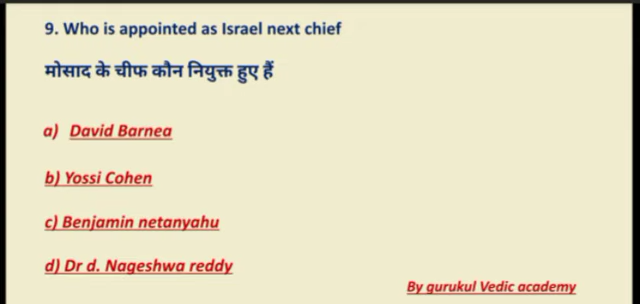 9. Who is appointed as Israel next chief
मोसाद के चीफ कौन नियुक्त हुए हैं
a) David Barnea
b) Yossi Cohen
c) Benjamin netanyahu
d) Dr d. Nageshwa reddy
By gurukul Vedic academy